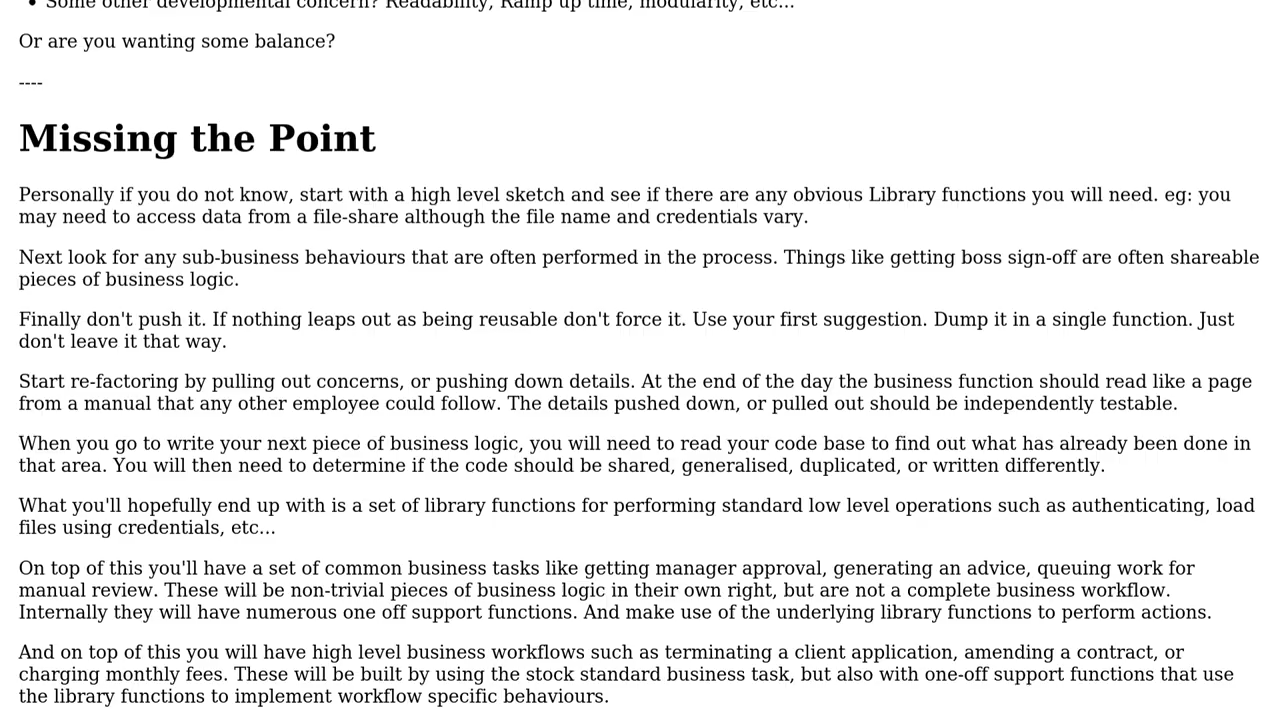 • Some other developmental concern? Readability, Ramp up time, modularity, etc...
Or are you wanting some balance?
----
Missing the Point
Personally if you do not know, start with a high level sketch and see if there are any obvious Library functions you will need. eg: you
may need to access data from a file-share although the file name and credentials vary.
Next look for any sub-business behaviours that are often performed in the process. Things like getting boss sign-off are often shareable
pieces of business logic.
Finally don't push it. If nothing leaps out as being reusable don't force it. Use your first suggestion. Dump it in a single function. Just
don't leave it that way.
Start re-factoring by pulling out concerns, or pushing down details. At the end of the day the business function should read like a page
from a manual that any other employee could follow. The details pushed down, or pulled out should be independently testable.
When you go to write your next piece of business logic, you will need to read your code base to find out what has already been done in
that area. You will then need to determine if the code should be shared, generalised, duplicated, or written differently.
What you'll hopefully end up with is a set of library functions for performing standard low level operations such as authenticating, load
files using credentials, etc...
On top of this you'll have a set of common business tasks like getting manager approval, generating an advice, queuing work for
manual review. These will be non-trivial pieces of business logic in their own right, but are not a complete business workflow.
Internally they will have numerous one off support functions. And make use of the underlying library functions to perform actions.
And on top of this you will have high level business workflows such as terminating a client application, amending a contract, or
charging monthly fees. These will be built by using the stock standard business task, but also with one-off support functions that use
the library functions to implement workflow specific behaviours.